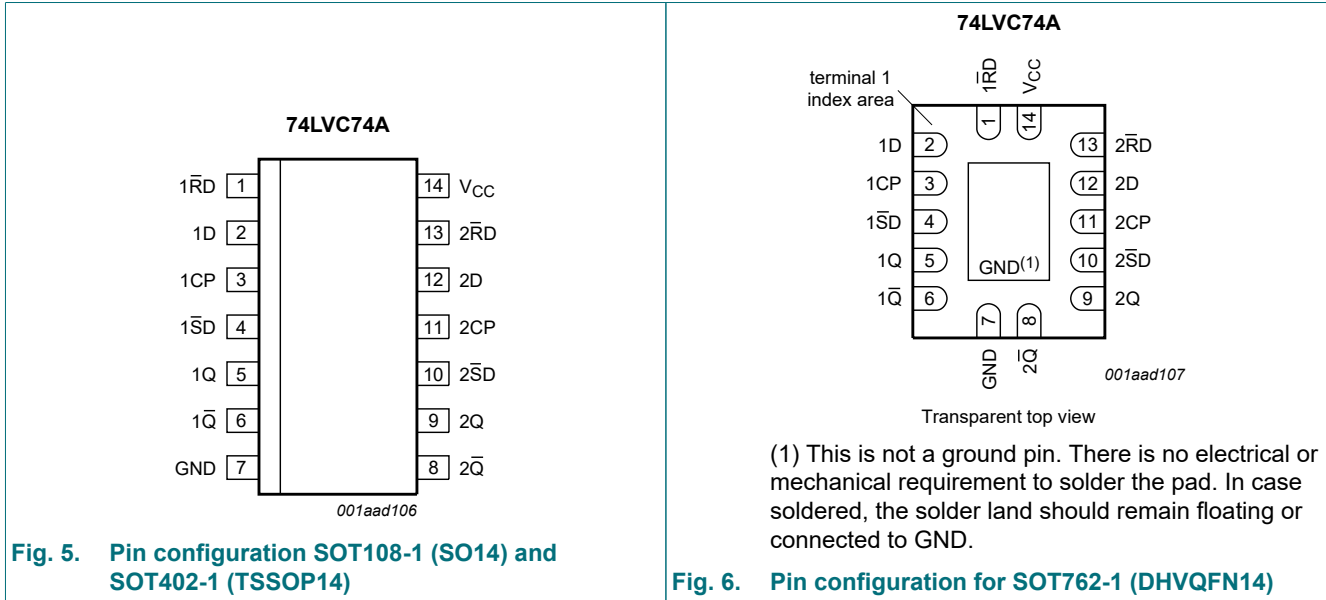 74LVC74A
1R̅D 1
14 VCC
1D 2
13 2R̅D
1CP 3
12 2D
1S̅D 4
11 2CP
1Q 5
10 2S̅D
1Q̅ 6
9 2Q
GND 7
8 2Q̅
001aad106
Fig. 5. Pin configuration SOT108-1 (SO14) and
SOT402-1 (TSSOP14)
74LVC74A
terminal 1
index area
1R̅D
VCC
1
14
1D 2
13 2R̅D
1CP 3
12 2D
1S̅D 4
11 2CP
1Q 5
10 2S̅D
1Q̅ 6
9 2Q
GND(1)
7
8
GND
2Q̅
001aad107
Transparent top view
(1) This is not a ground pin. There is no electrical or
mechanical requirement to solder the pad. In case
soldered, the solder land should remain floating or
connected to GND.
Fig. 6. Pin configuration for SOT762-1 (DHVQFN14)